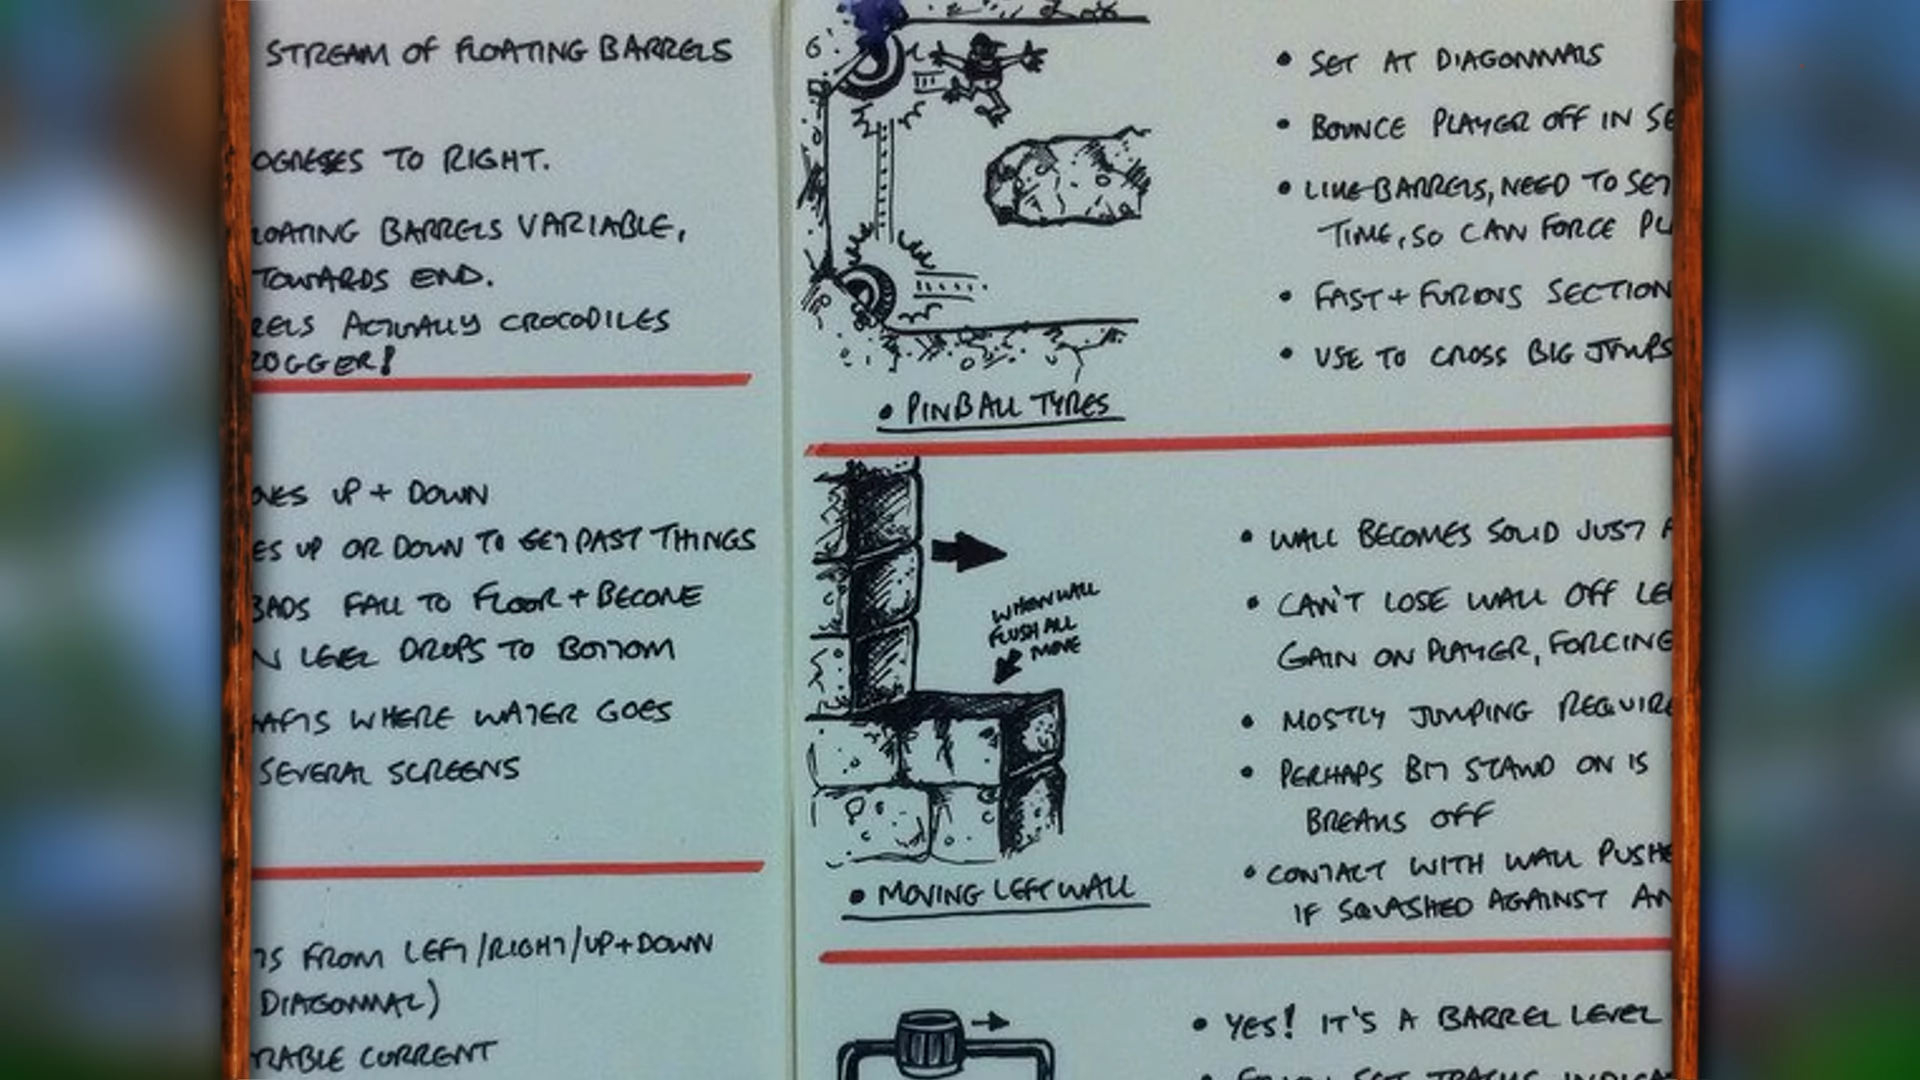 STREAM OF FLOATING BARRELS
OGRESES TO RIGHT.
LOATING BARRELS VARIABLE,
TOWARDS END.
RELS ACTUALLY CROCODILES
ROGGER!
OVES UP + DOWN
ES UP OR DOWN TO GET PAST THINGS
BADS FALL TO FLOOR + BECOME
N LEVEL DROPS TO BOTTOM
AFTS WHERE WATER GOES
SEVERAL SCREENS
TS FROM LEFT/RIGHT/UP+DOWN
DIAGONNAL)
RABLE CURRENT
6
• PINBALL TYRES
• SET AT DIAGONNALS
• BOUNCE PLAYER OFF IN SE
• LIKE BARRELS, NEED TO SET
TIME, SO CAN FORCE PL
• FAST + FURIOUS SECTION
• USE TO CROSS BIG JUMPS
WHEN WALL
FLUSH ALL
MOVE
• MOVING LEFT WALL
• WALL BECOMES SOLID JUST A
• CAN'T LOSE WALL OFF LE
GAIN ON PLAYER, FORCING
• MOSTLY JUMPING REQUIRE
• PERHAPS BIT STAND ON IS
BREAKS OFF
• CONTACT WITH WALL PUSHE
IF SQUASHED AGAINST AN
• YES! IT'S A BARREL LEVEL